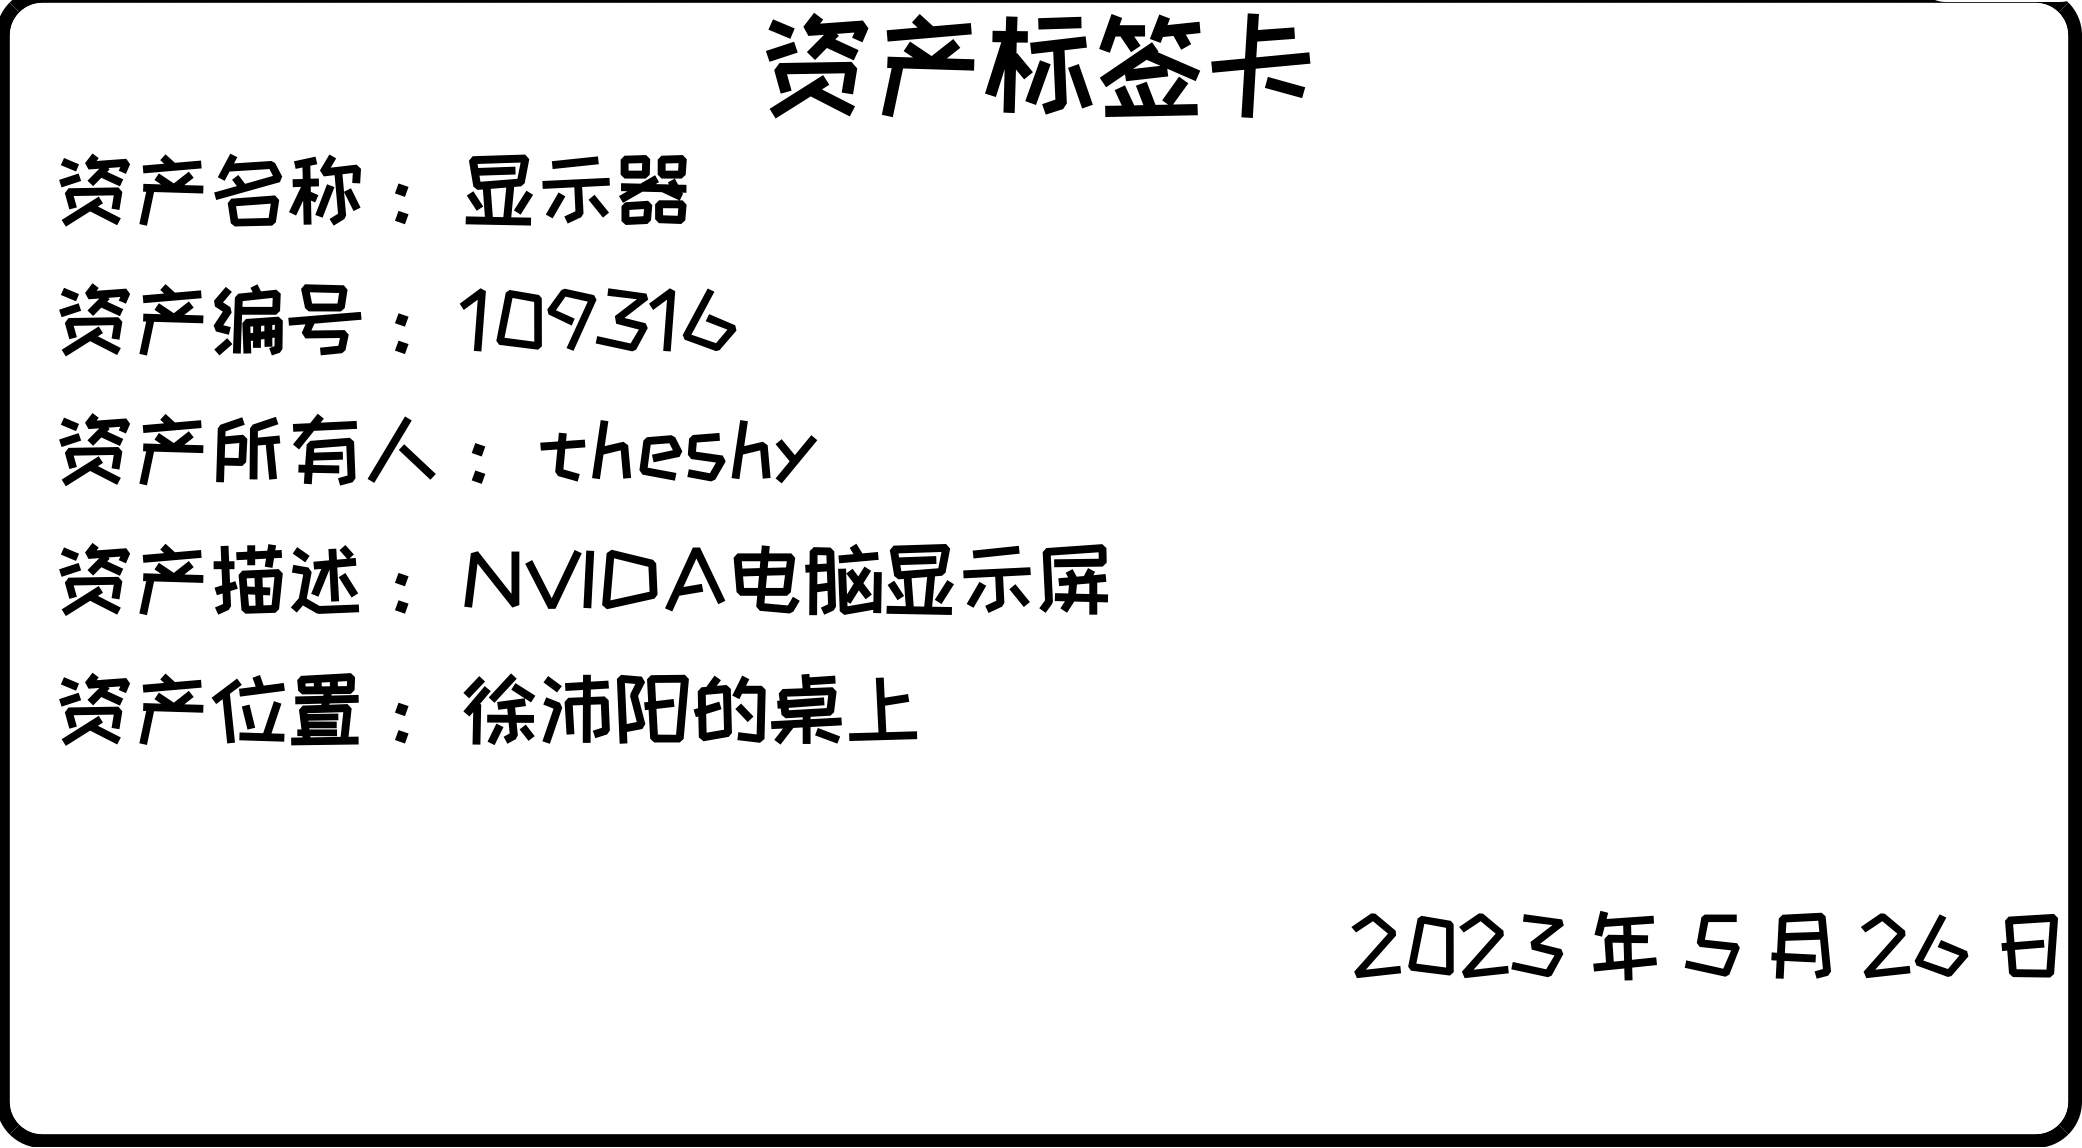 资产标签卡
资产名称：显示器
资产编号：109316
资产所有人：theshy
资产描述：NVIDA电脑显示屏
资产位置：徐沛阳的桌上
2023 年 5 月 26 日